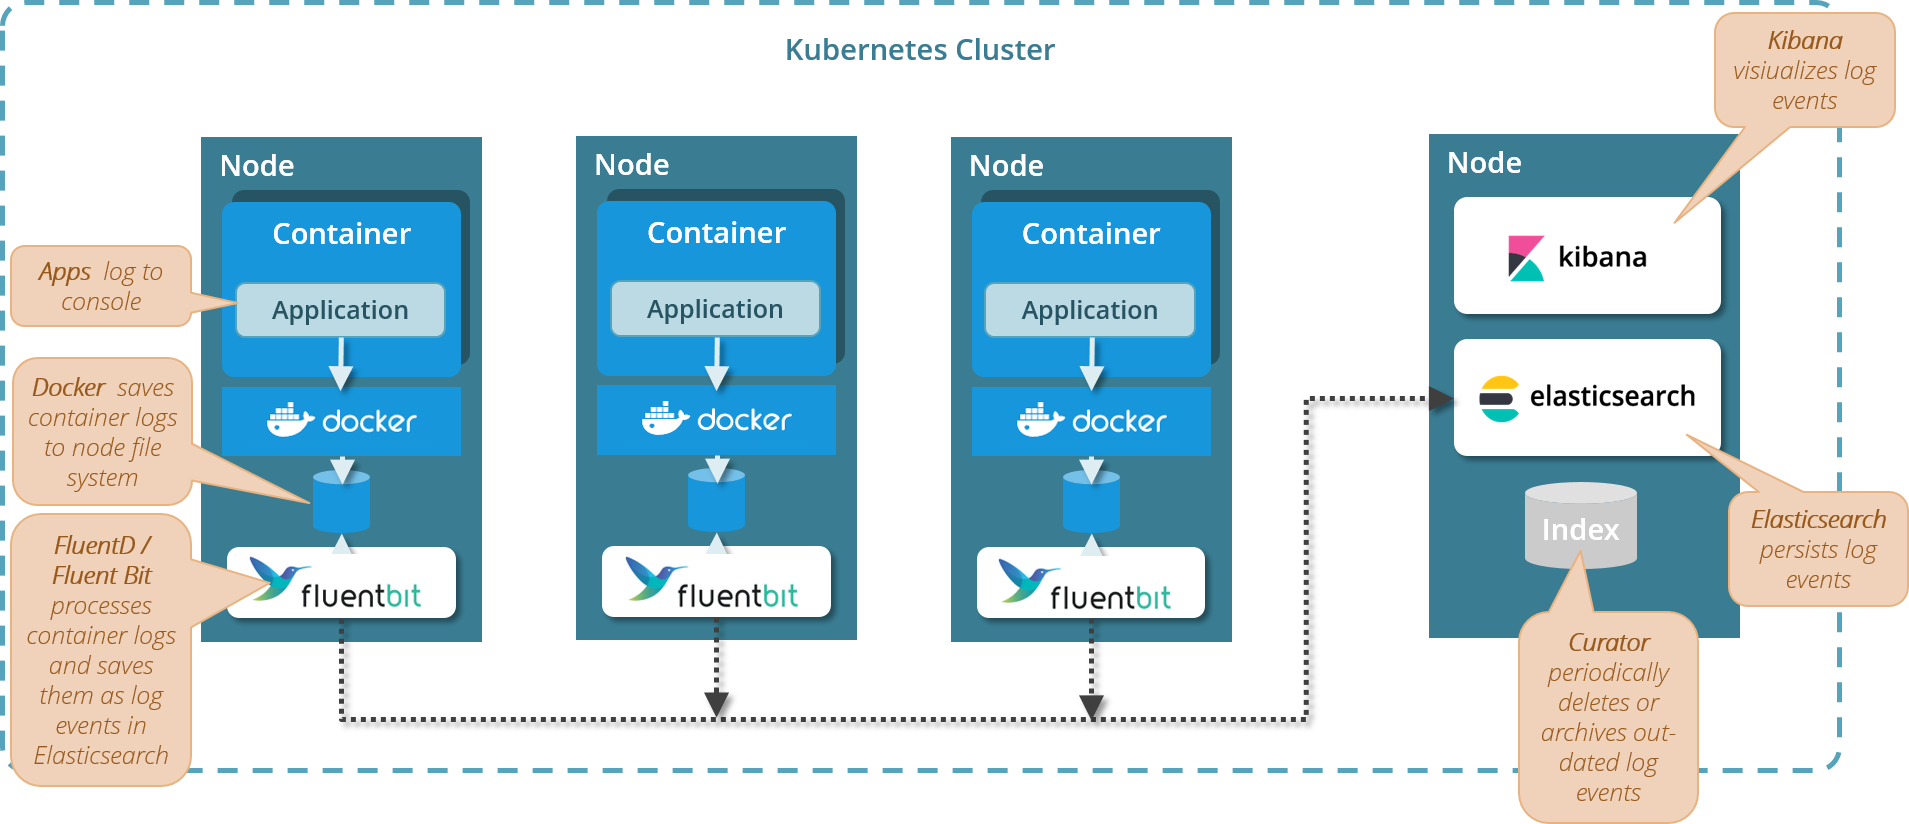 Kubernetes Cluster
Kibana
visiualizes log
events
Node
Container
Application
docker
fluentbit
Node
Container
Application
docker
fluentbit
Node
Container
Application
docker
fluentbit
Node
kibana
elasticsearch
Index
Apps log to
console
Docker saves
container logs
to node file
system
FluentD /
Fluent Bit
processes
container logs
and saves
them as log
events in
Elasticsearch
Elasticsearch
persists log
events
Curator
periodically
deletes or
archives out-
dated log
events